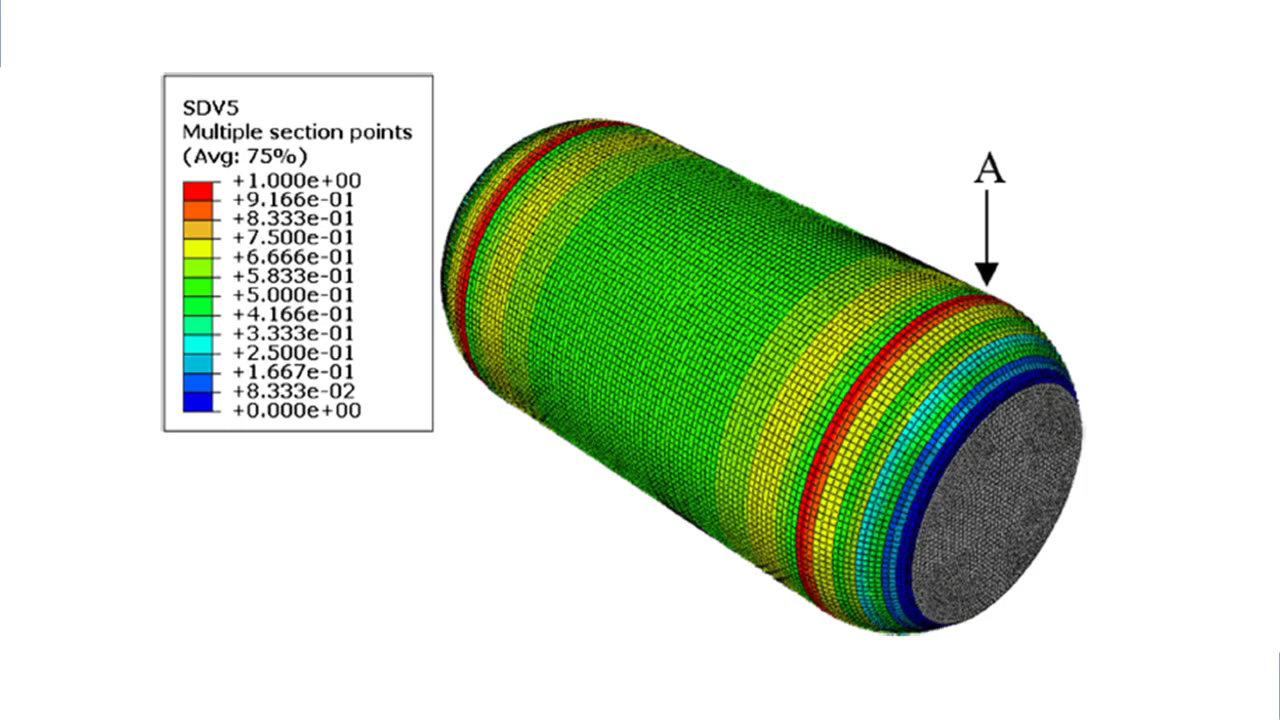 SDV5
Multiple section points
(Avg: 75%)
+1.000e+00
+9.166e-01
+8.333e-01
+7.500e-01
+6.666e-01
+5.833e-01
+5.000e-01
+4.166e-01
+3.333e-01
+2.500e-01
+1.667e-01
+8.333e-02
+0.000e+00
A